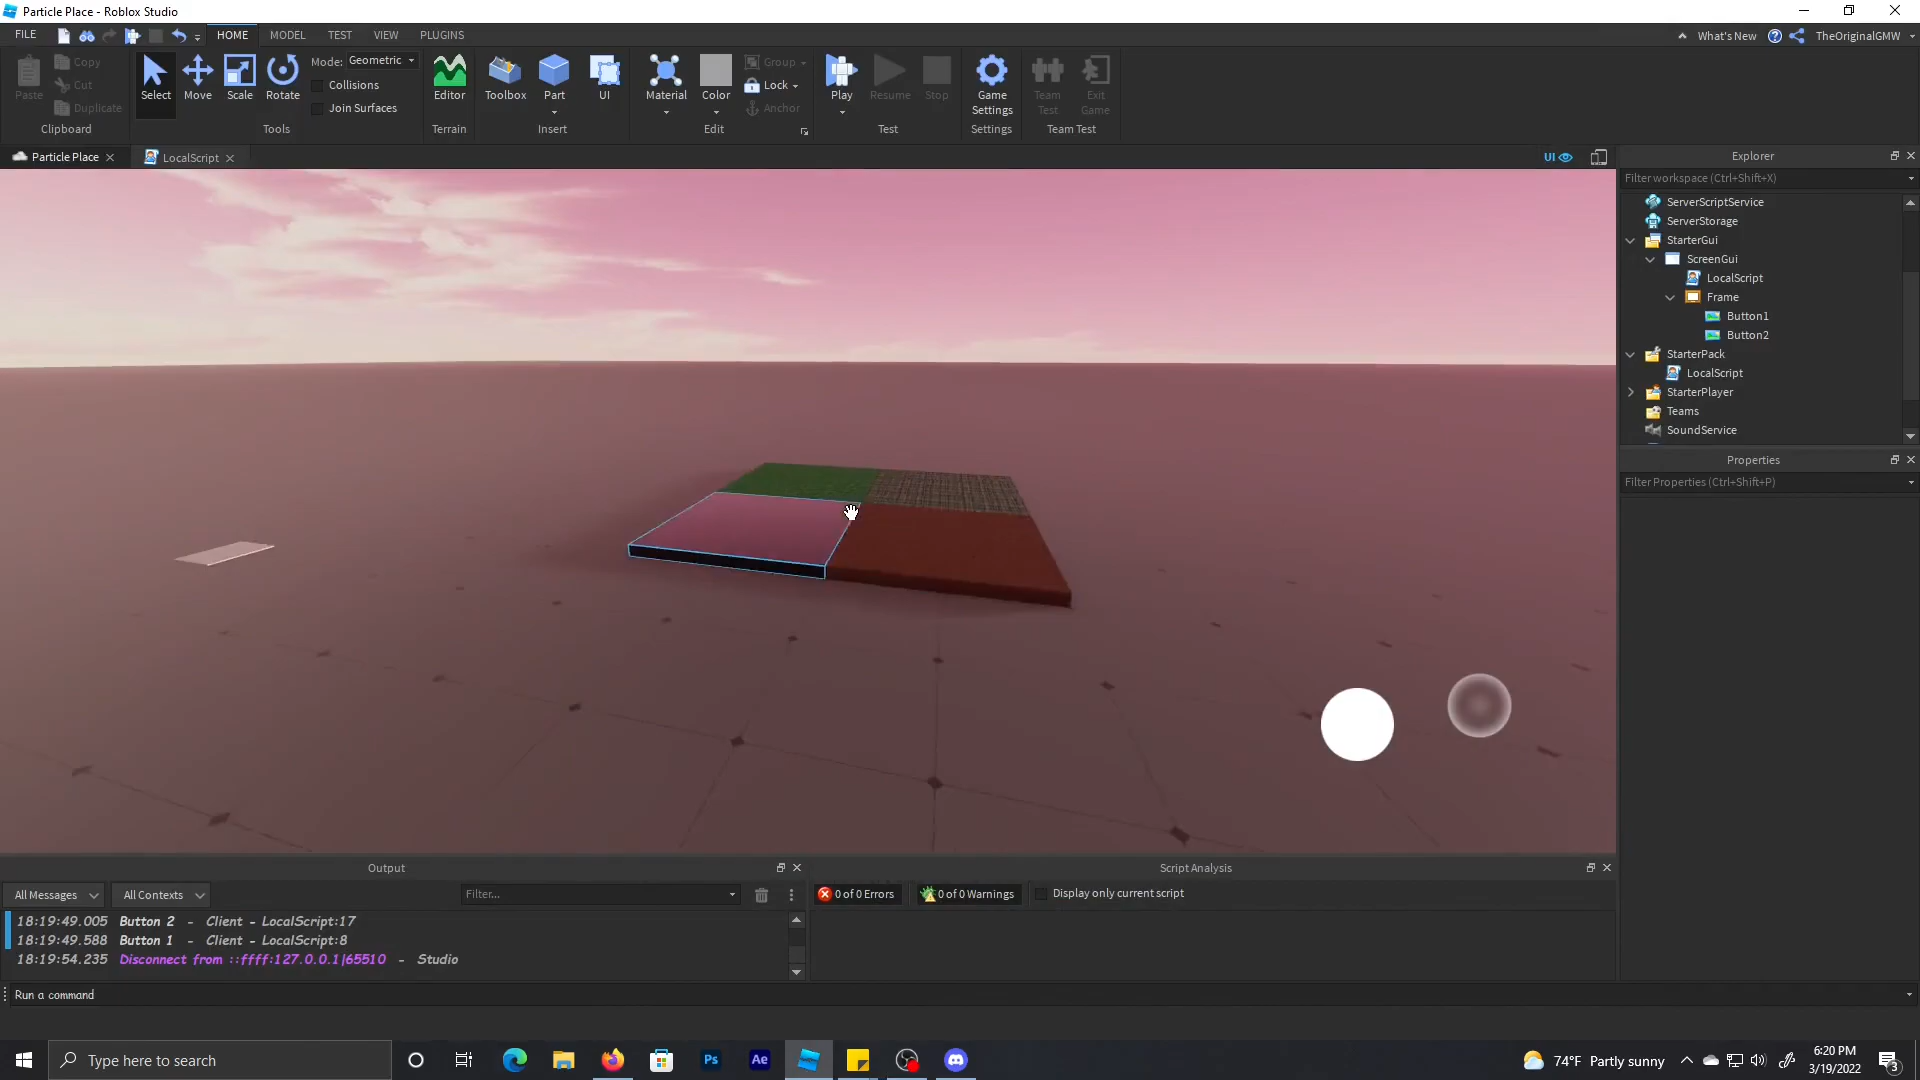 Particle Place - Roblox Studio
FILE HOME MODEL TEST VIEW PLUGINS What's New TheOriginalGMW
Paste Copy Cut Duplicate Clipboard
Select Move Scale Rotate Mode: Geometric Collisions Join Surfaces Tools
Editor Terrain
Toolbox Part UI Insert
Material Color Group Lock Anchor Edit
Play Resume Stop Test
Game Settings Settings
Team Test Exit Game Team Test
Particle Place LocalScript UI
Explorer
Filter workspace (Ctrl+Shift+X)
ServerScriptService
ServerStorage
StarterGui
ScreenGui
LocalScript
Frame
Button1
Button2
StarterPack
LocalScript
StarterPlayer
Teams
SoundService
Properties
Filter Properties (Ctrl+Shift+P)
Output
All Messages All Contexts Filter...
18:19:49.005 Button 2 - Client - LocalScript:17
18:19:49.588 Button 1 - Client - LocalScript:8
18:19:54.235 Disconnect from ::ffff:127.0.0.1|65510 - Studio
Script Analysis
0 of 0 Errors 0 of 0 Warnings Display only current script
Run a command
Type here to search
Ps Ae
74°F Partly sunny
6:20 PM
3/19/2022
3